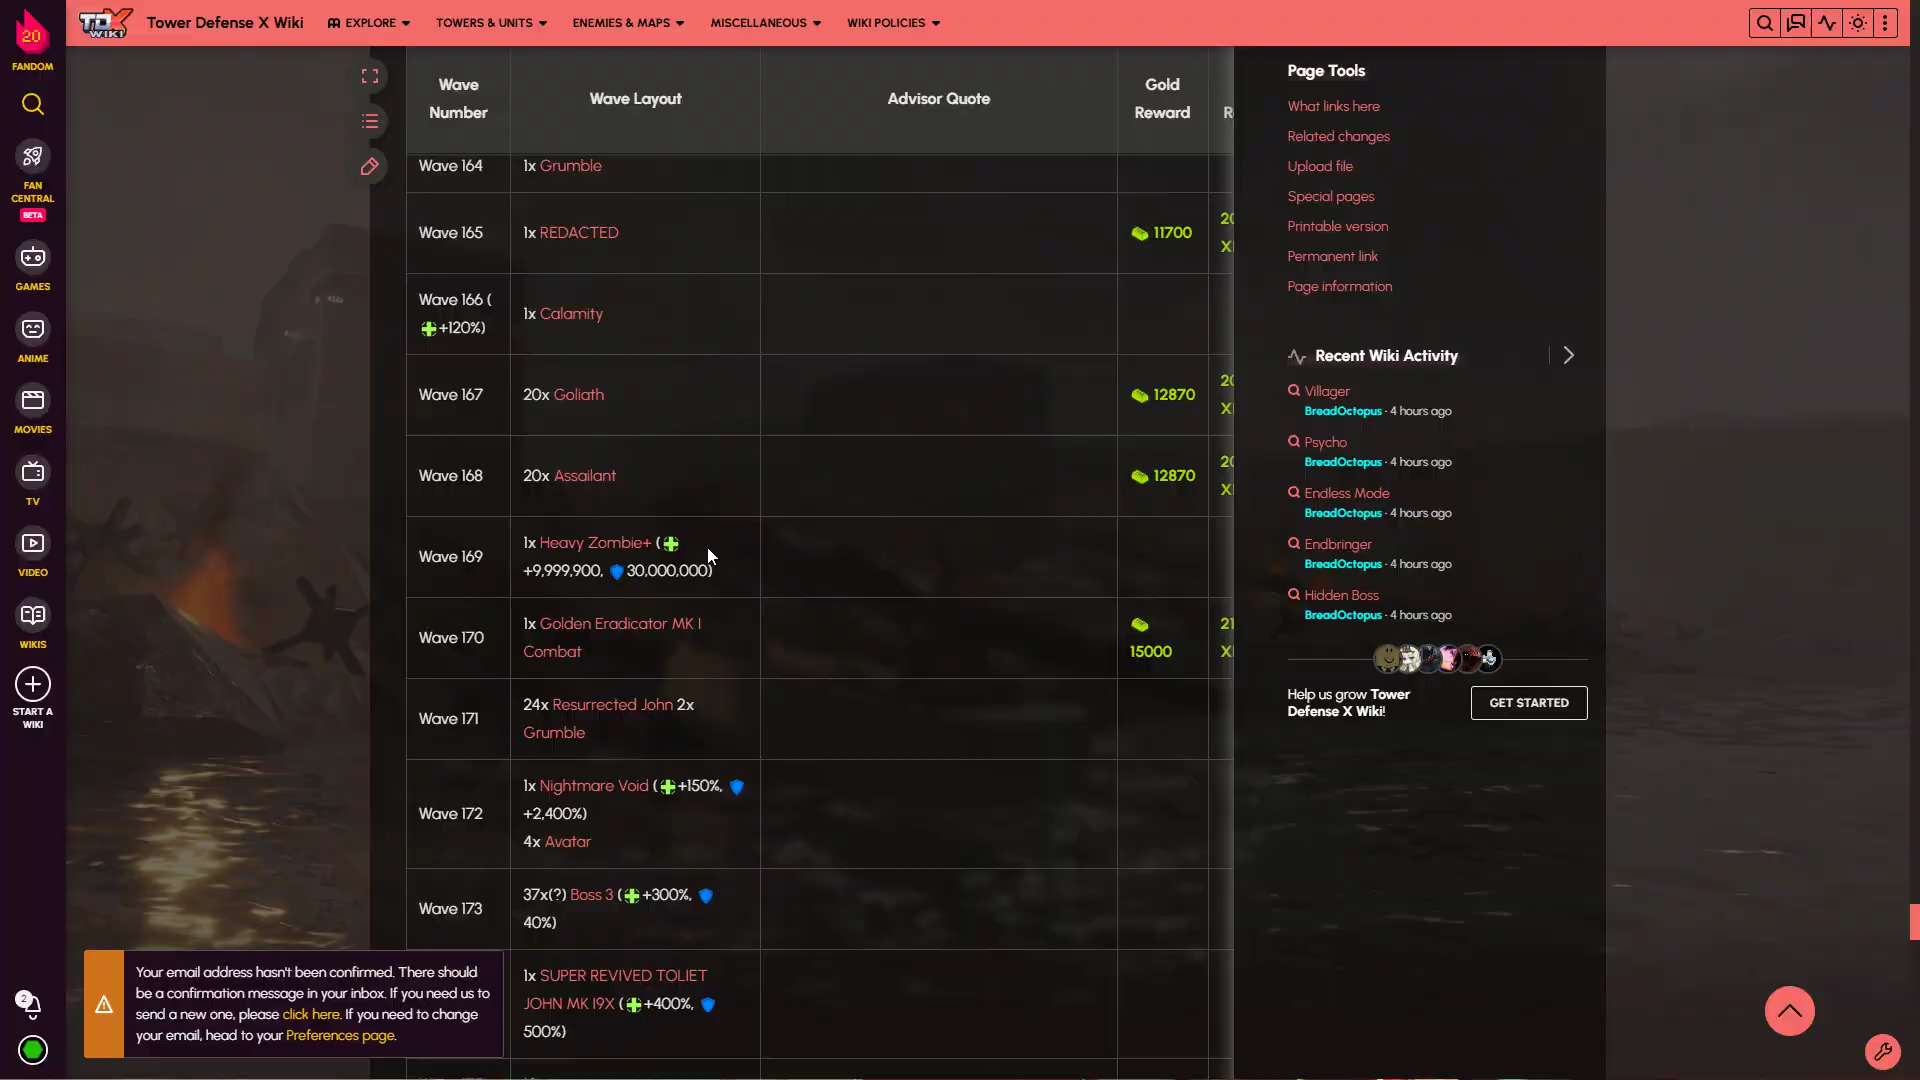 20
FANDOM
FAN
CENTRAL
BETA
GAMES
ANIME
MOVIES
TV
VIDEO
WIKIS
START A
WIKI
2
TDX
WIKI
Tower Defense X Wiki
EXPLORE
TOWERS & UNITS
ENEMIES & MAPS
MISCELLANEOUS
WIKI POLICIES
Wave
Number
Wave Layout
Advisor Quote
Gold
Reward
Wave 164
1x Grumble
Wave 165
1x REDACTED
11700
Wave 166 (
+120%)
1x Calamity
Wave 167
20x Goliath
12870
Wave 168
20x Assailant
12870
Wave 169
1x Heavy Zombie+ (
+9,999,900, 30,000,000)
Wave 170
1x Golden Eradicator MK I
Combat
15000
Wave 171
24x Resurrected John 2x
Grumble
Wave 172
1x Nightmare Void ( +150%,
+2,400%)
4x Avatar
Wave 173
37x(?) Boss 3 ( +300%,
40%)
1x SUPER REVIVED TOLIET
JOHN MK I9X ( +400%,
500%)
Page Tools
What links here
Related changes
Upload file
Special pages
Printable version
Permanent link
Page information
Recent Wiki Activity
Villager
BreadOctopus • 4 hours ago
Psycho
BreadOctopus • 4 hours ago
Endless Mode
BreadOctopus • 4 hours ago
Endbringer
BreadOctopus • 4 hours ago
Hidden Boss
BreadOctopus • 4 hours ago
Help us grow Tower
Defense X Wiki!
GET STARTED
Your email address hasn't been confirmed. There should
be a confirmation message in your inbox. If you need us to
send a new one, please click here. If you need to change
your email, head to your Preferences page.